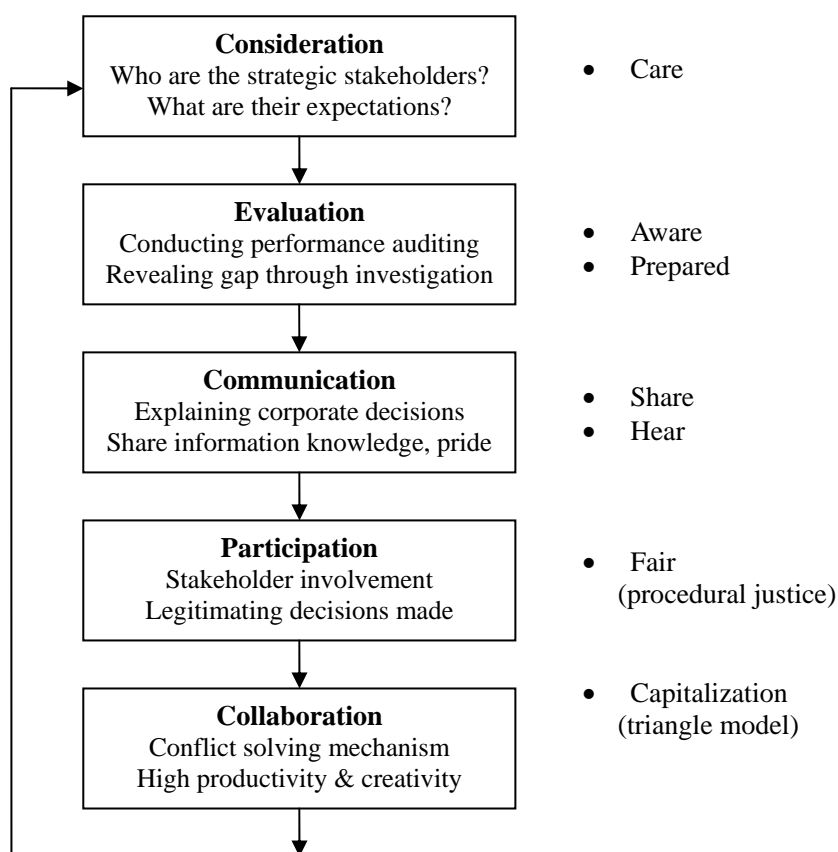 Consideration
Who are the strategic stakeholders?
What are their expectations?
• Care
Evaluation
Conducting performance auditing
Revealing gap through investigation
• Aware
• Prepared
Communication
Explaining corporate decisions
Share information knowledge, pride
• Share
• Hear
Participation
Stakeholder involvement
Legitimating decisions made
• Fair
(procedural justice)
Collaboration
Conflict solving mechanism
High productivity & creativity
• Capitalization
(triangle model)